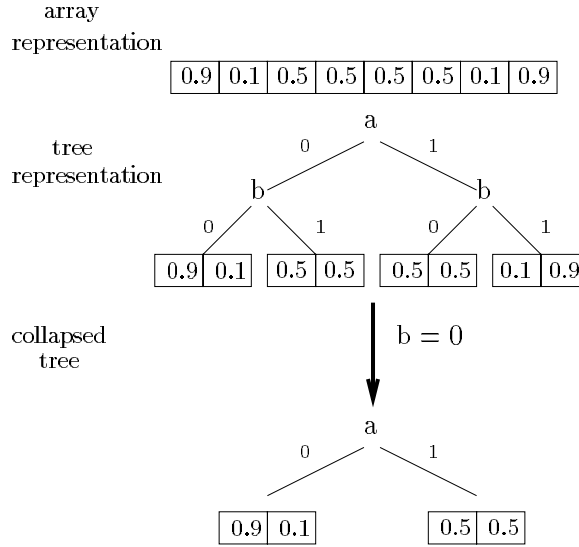 array
representation
0.9 0.1 0.5 0.5 0.5 0.5 0.1 0.9
a
0 1
tree
representation
b b
0 1 0 1
0.9 0.1 0.5 0.5 0.5 0.5 0.1 0.9
collapsed
tree
b = 0
a
0 1
0.9 0.1 0.5 0.5